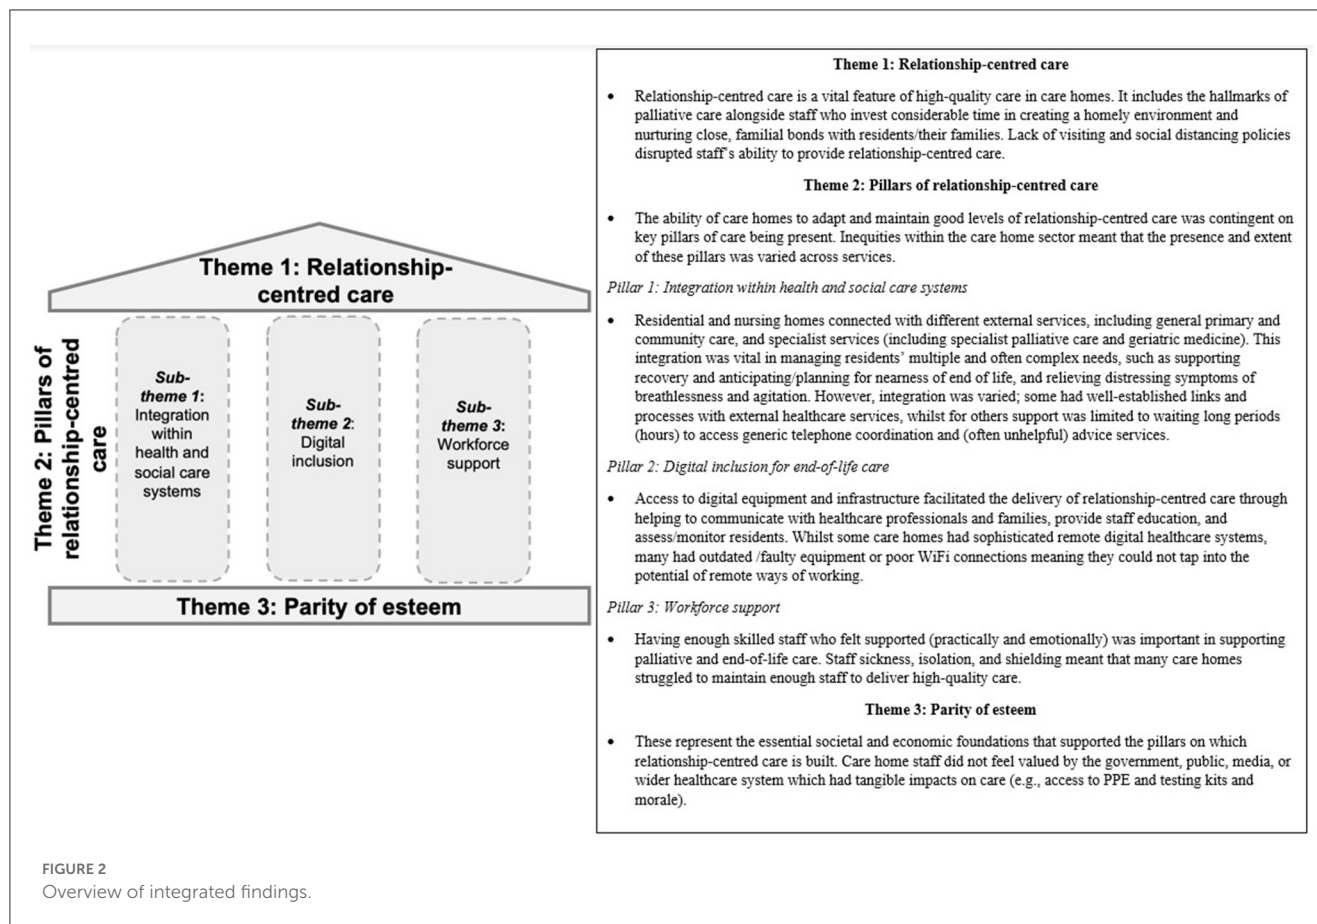 Theme 1: Relationship-
centred care
Theme 2: Pillars of
relationship-centred
care
Sub-
theme 1:
Integration
within
health and
social care
systems
Sub-
theme 2:
Digital
inclusion
Sub-
theme 3:
Workforce
support
Theme 3: Parity of esteem
Theme 1: Relationship-centred care
• Relationship-centred care is a vital feature of high-quality care in care homes. It includes the hallmarks of
palliative care alongside staff who invest considerable time in creating a homely environment and
nurturing close, familial bonds with residents/their families. Lack of visiting and social distancing policies
disrupted staff's ability to provide relationship-centred care.
Theme 2: Pillars of relationship-centred care
• The ability of care homes to adapt and maintain good levels of relationship-centred care was contingent on
key pillars of care being present. Inequities within the care home sector meant that the presence and extent
of these pillars was varied across services.
Pillar 1: Integration within health and social care systems
• Residential and nursing homes connected with different external services, including general primary and
community care, and specialist services (including specialist palliative care and geriatric medicine). This
integration was vital in managing residents' multiple and often complex needs, such as supporting
recovery and anticipating/planning for nearness of end of life, and relieving distressing symptoms of
breathlessness and agitation. However, integration was varied; some had well-established links and
processes with external healthcare services, whilst for others support was limited to waiting long periods
(hours) to access generic telephone coordination and (often unhelpful) advice services.
Pillar 2: Digital inclusion for end-of-life care
• Access to digital equipment and infrastructure facilitated the delivery of relationship-centred care through
helping to communicate with healthcare professionals and families, provide staff education, and
assess/monitor residents. Whilst some care homes had sophisticated remote digital healthcare systems,
many had outdated /faulty equipment or poor WiFi connections meaning they could not tap into the
potential of remote ways of working.
Pillar 3: Workforce support
• Having enough skilled staff who felt supported (practically and emotionally) was important in supporting
palliative and end-of-life care. Staff sickness, isolation, and shielding meant that many care homes
struggled to maintain enough staff to deliver high-quality care.
Theme 3: Parity of esteem
• These represent the essential societal and economic foundations that supported the pillars on which
relationship-centred care is built. Care home staff did not feel valued by the government, public, media, or
wider healthcare system which had tangible impacts on care (e.g., access to PPE and testing kits and
morale).
FIGURE 2
Overview of integrated findings.